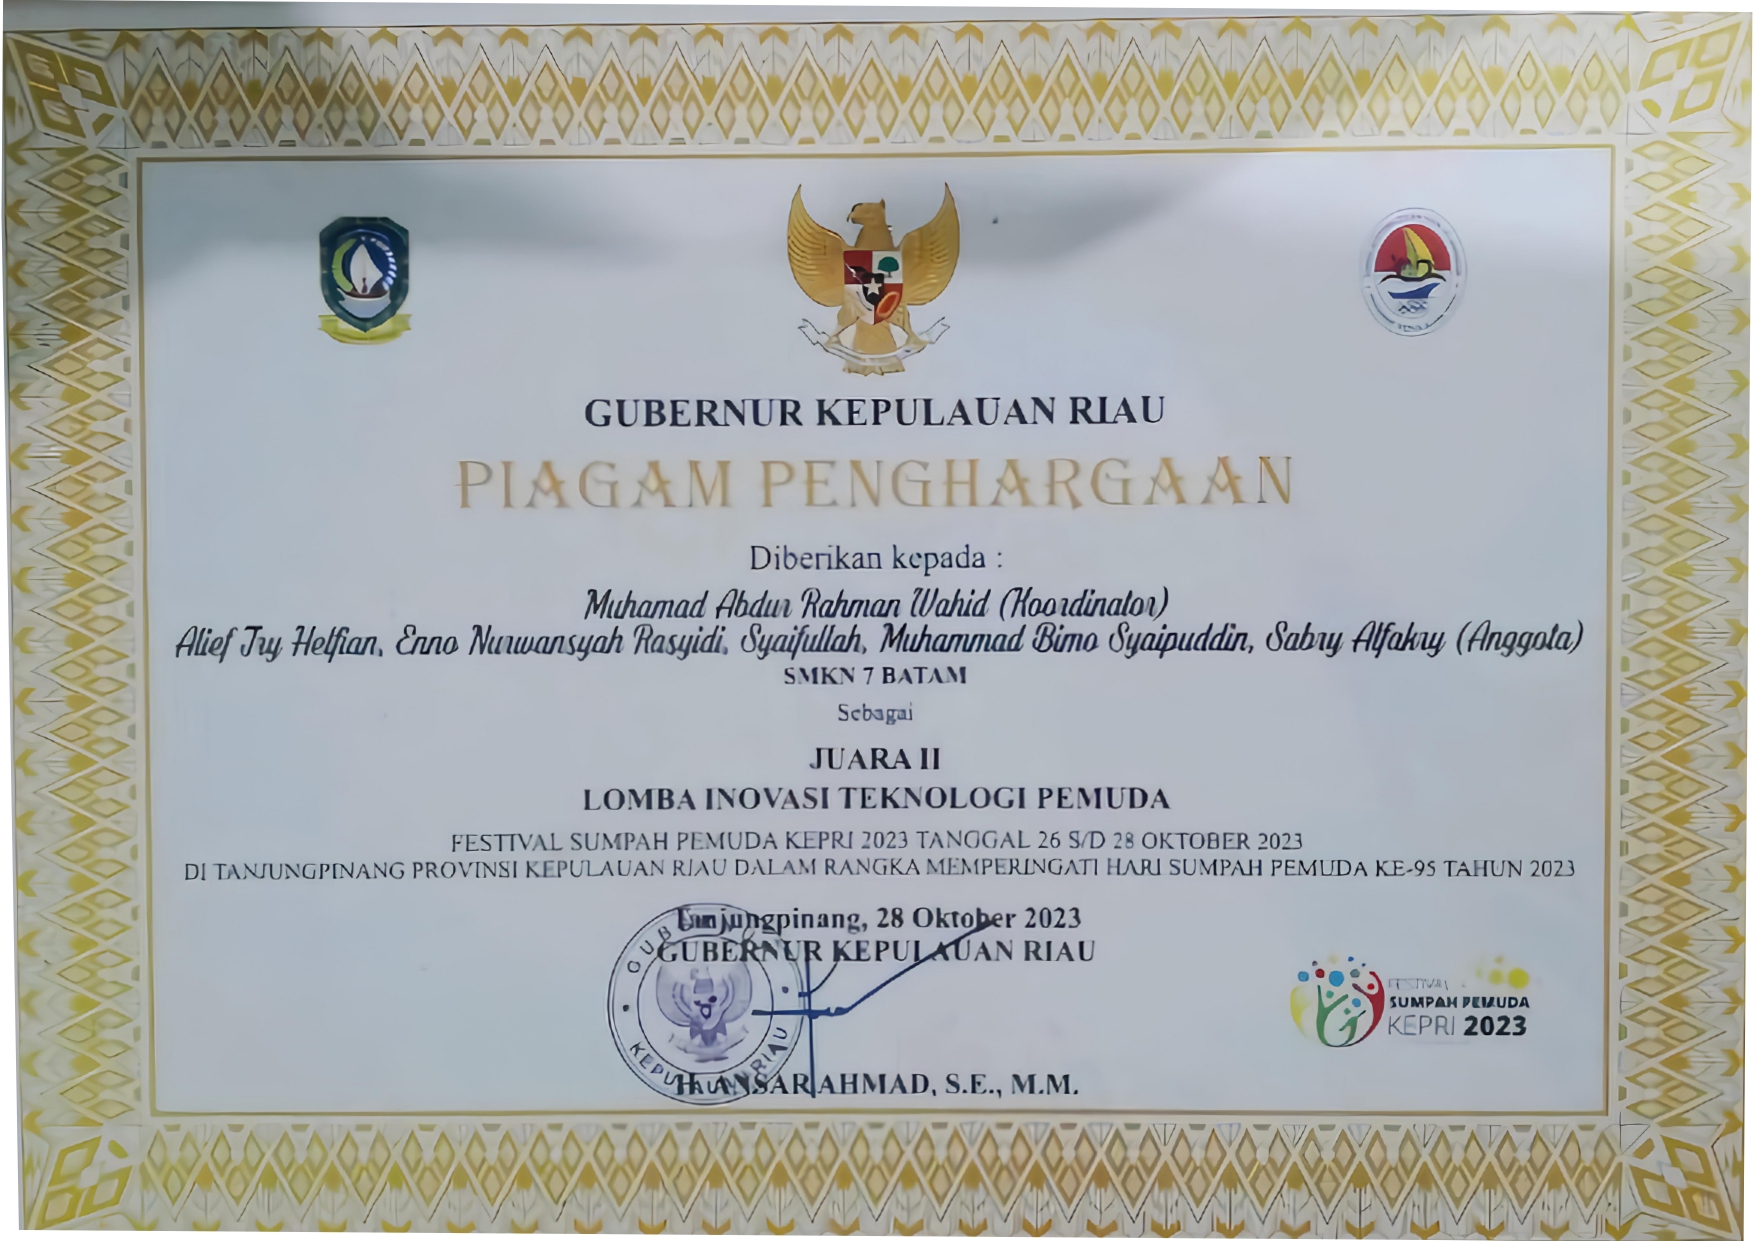 GUBERNUR KEPULAUAN RIAU
PIAGAM PENGHARGAAN
Diberikan kepada :
Muhamad Abdur Rahman Wahid (Koordinator)
Alief Try Helfian, Enno Nurwansyah Rasyidi, Syaifullah, Muhammad Bimo Syaipuddin, Sabry Alfakry (Anggota)
SMKN 7 BATAM
Sebagai
JUARA II
LOMBA INOVASI TEKNOLOGI PEMUDA
FESTIVAL SUMPAH PEMUDA KEPRI 2023 TANGGAL 26 S/D 28 OKTOBER 2023
DI TANJUNGPINANG PROVINSI KEPULAUAN RIAU DALAM RANGKA MEMPERINGATI HARI SUMPAH PEMUDA KE-95 TAHUN 2023
Tanjungpinang, 28 Oktober 2023
GUBERNUR KEPULAUAN RIAU
GUBERNUR
KEPULAUAN RIAU
H. ANSAR AHMAD, S.E., M.M.
FESTIVAL
SUMPAH PEMUDA
KEPRI 2023